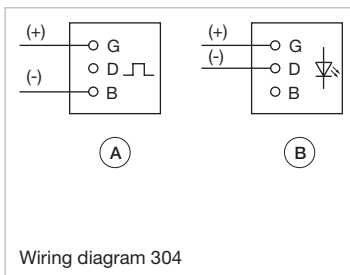 (+) G
D
(-) B
A
(+) G
(-) D
B
B
Wiring diagram 304